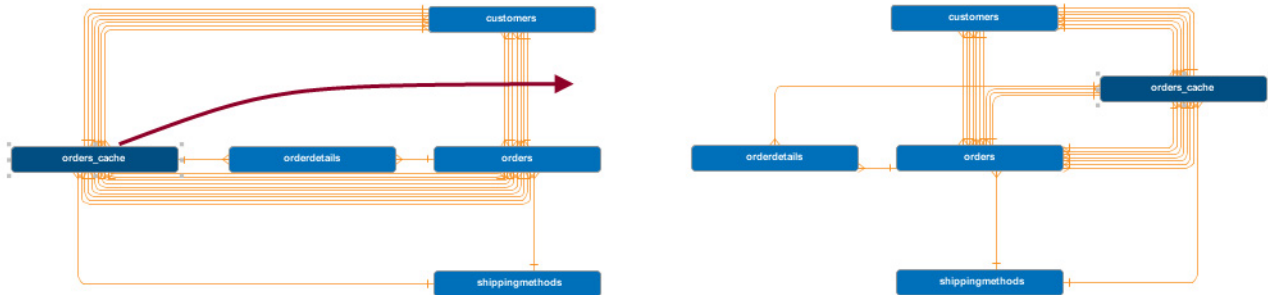 customers
orders_cache
orderdetails
orders
shippingmethods
customers
orders_cache
orderdetails
orders
shippingmethods